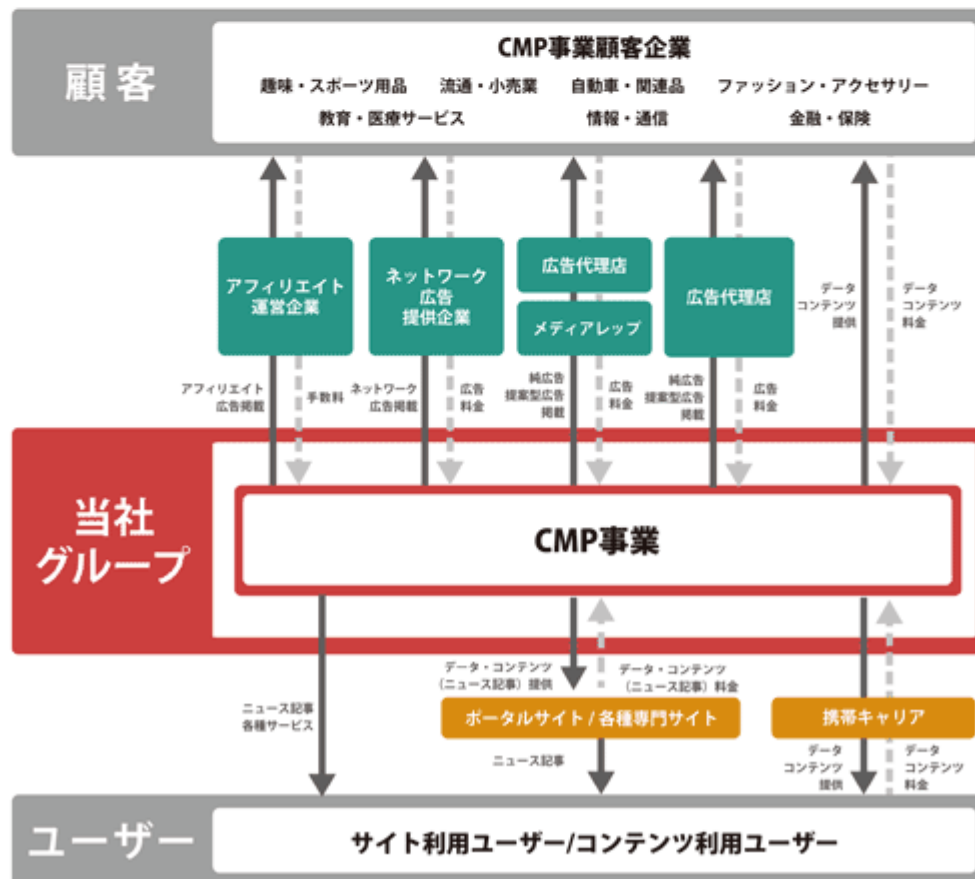 顧客
CMP事業顧客企業
趣味・スポーツ用品 流通・小売業 自動車・関連品 ファッション・アクセサリー
教育・医療サービス 情報・通信 金融・保険
アフィリエイト
運営企業
ネットワーク
広告
提供企業
広告代理店
メディアレップ
広告代理店
データ
コンテンツ
提供
データ
コンテンツ
料金
アフィリエイト
広告掲載
手数料
ネットワーク
広告掲載
広告
料金
純広告
提案型広告
掲載
広告
料金
純広告
提案型広告
掲載
広告
料金
当社
グループ
CMP事業
ニュース記事
各種サービス
データ・コンテンツ
（ニュース記事）提供
データ・コンテンツ
（ニュース記事）料金
ポータルサイト / 各種専門サイト
携帯キャリア
ニュース記事
データ
コンテンツ
提供
データ
コンテンツ
料金
ユーザー
サイト利用ユーザー/コンテンツ利用ユーザー